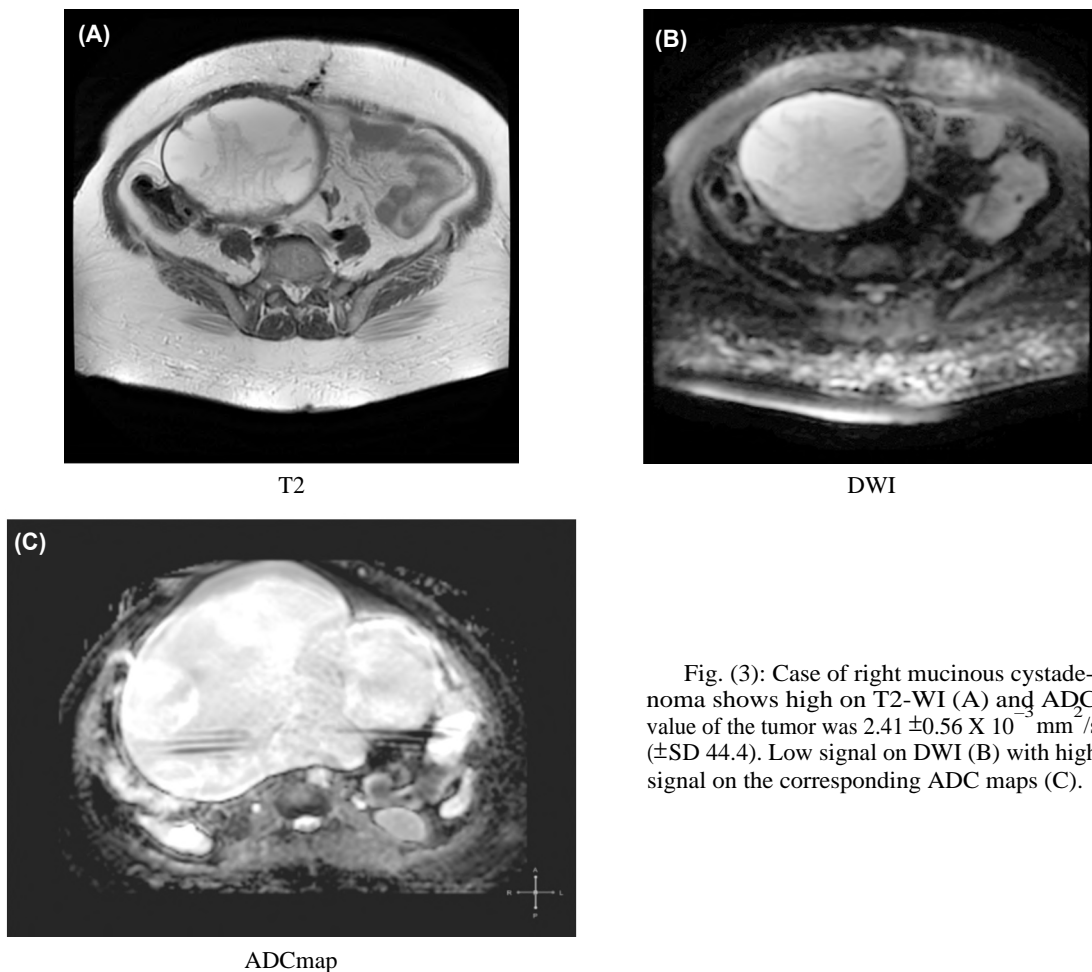 (A)
(B)
T2
DWI
(C)
A
R
L
P
ADCmap
Fig. (3): Case of right mucinous cystade-
noma shows high on T2-WI (A) and ADC
value of the tumor was 2.41 ±0.56 X 10⁻³ mm²/s
(±SD 44.4). Low signal on DWI (B) with high
signal on the corresponding ADC maps (C).